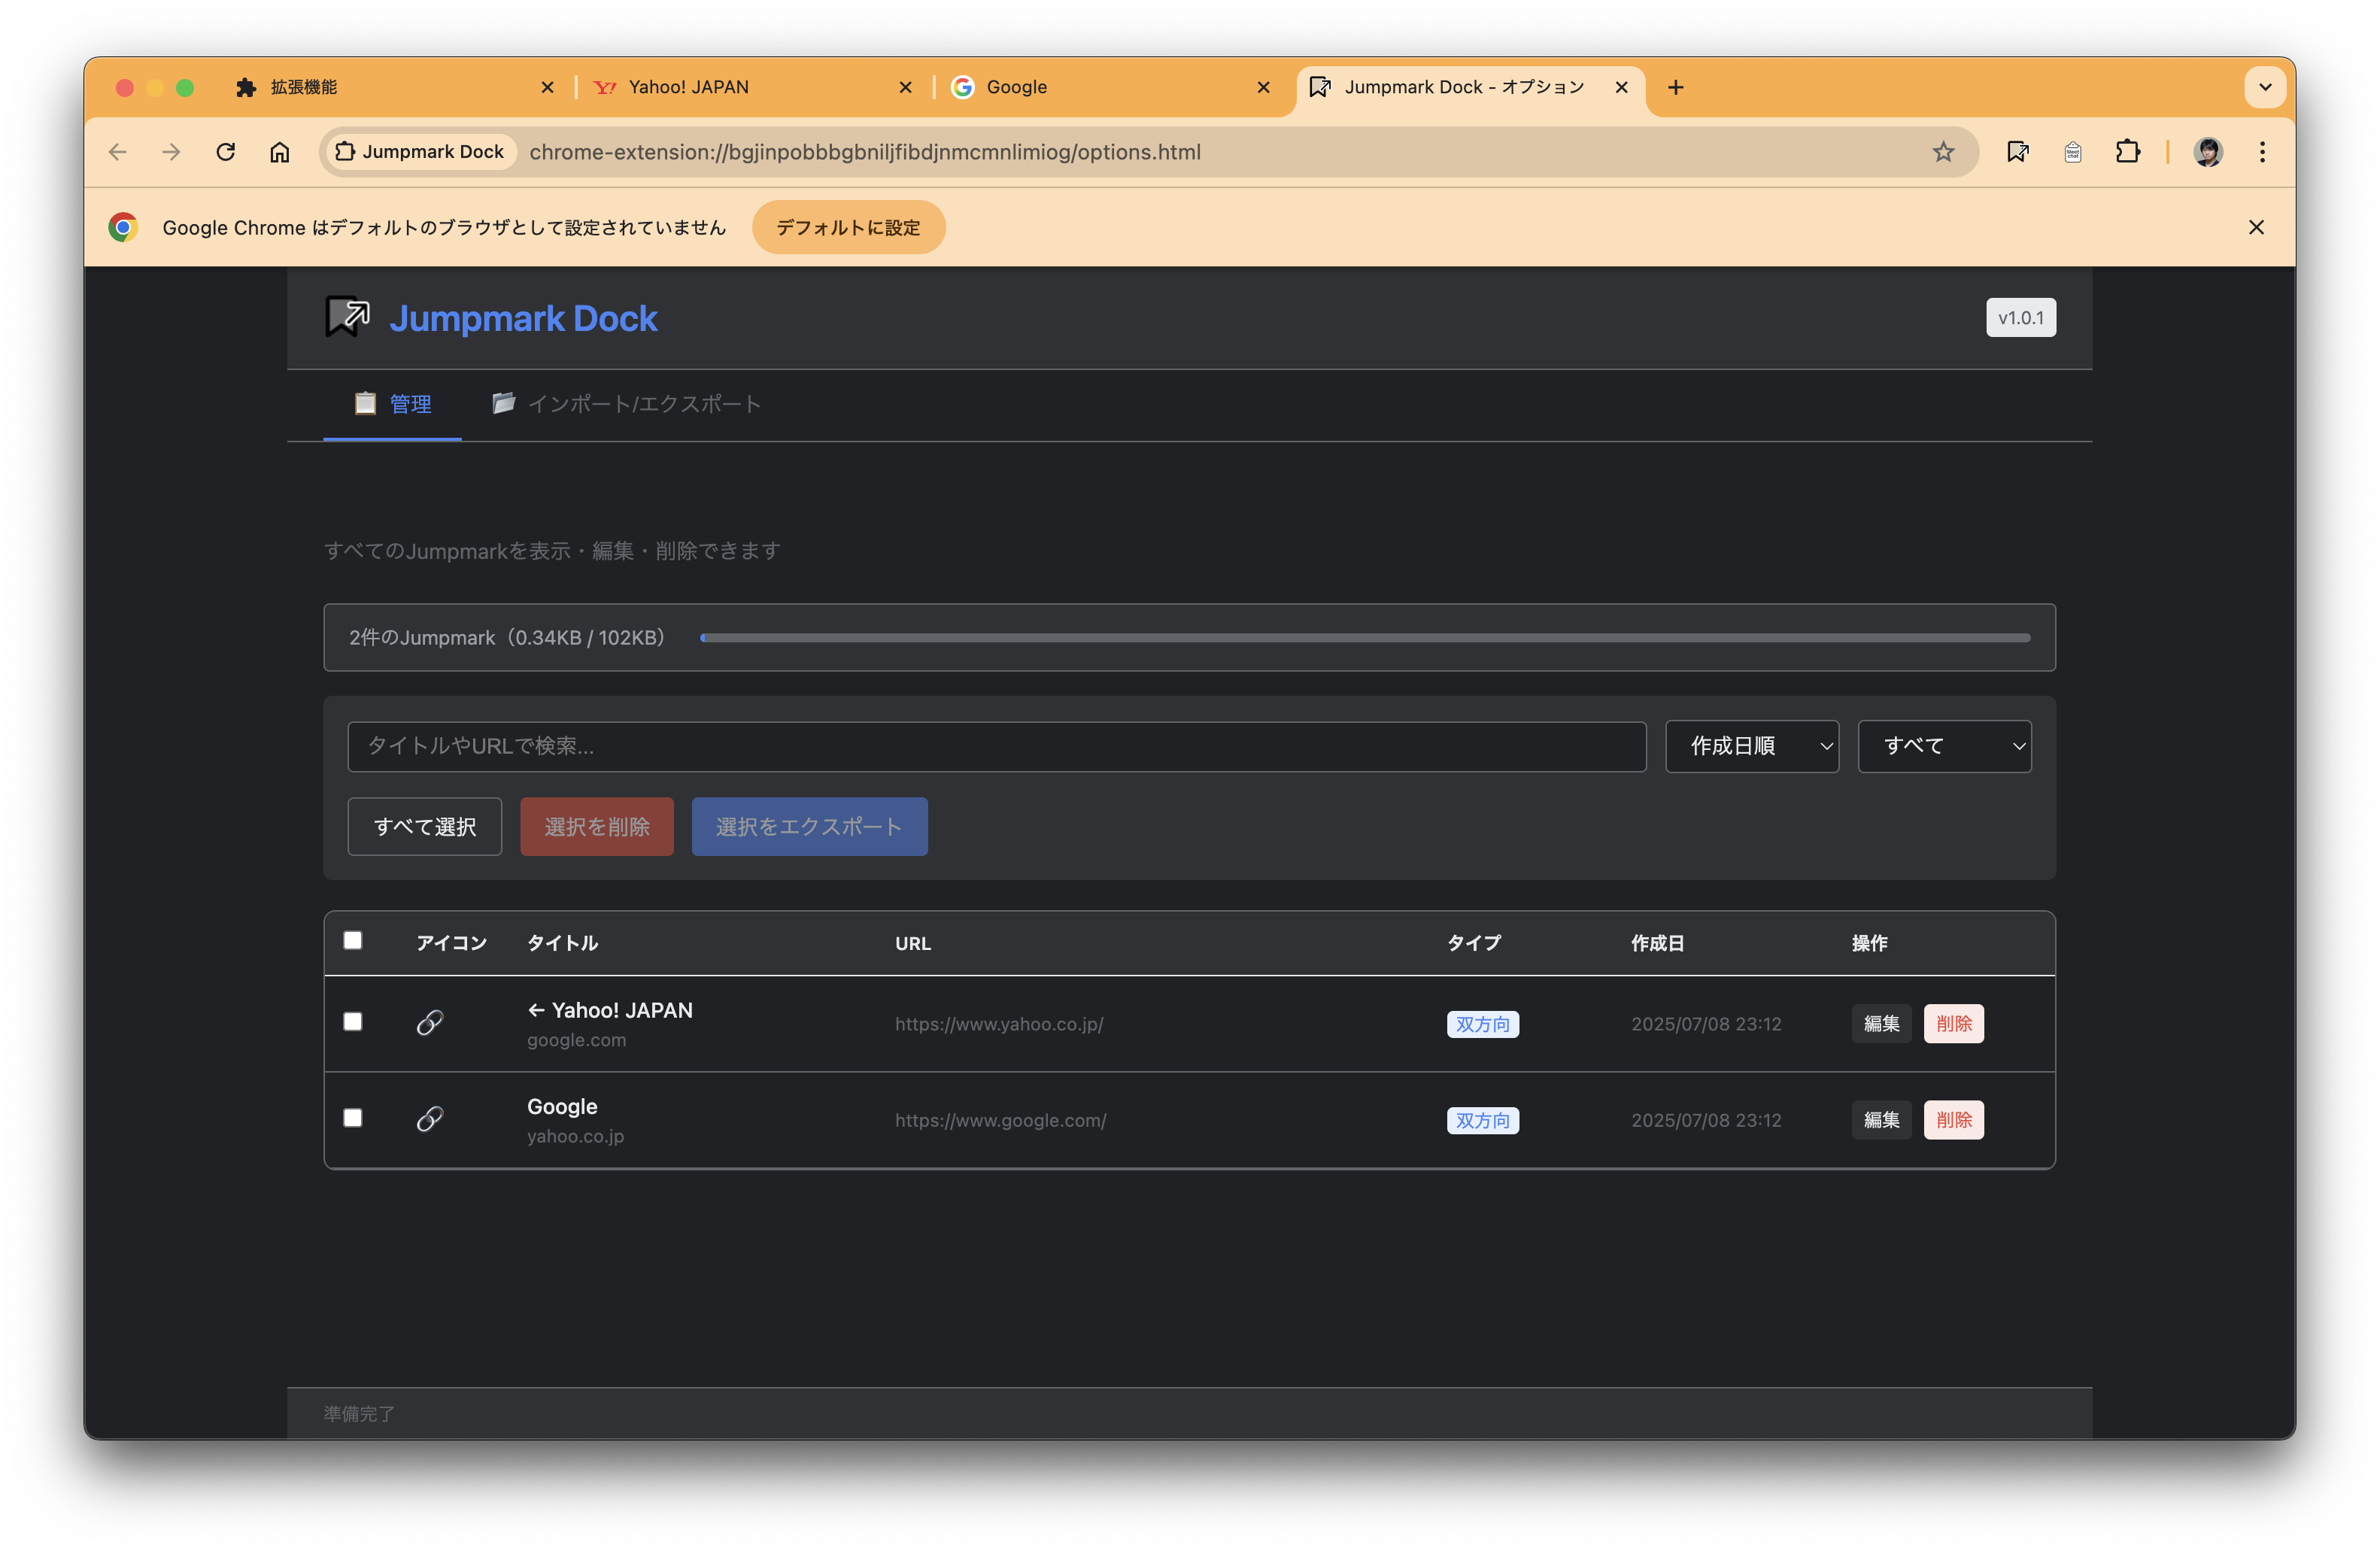 拡張機能
Yahoo! JAPAN
Google
Jumpmark Dock - オプション
Jumpmark Dock
chrome-extension://bgjinpobbbgbniljfibdjnmcmnlimiog/options.html
Google Chrome はデフォルトのブラウザとして設定されていません
デフォルトに設定
Jumpmark Dock
v1.0.1
管理
インポート/エクスポート
すべてのJumpmarkを表示・編集・削除できます
2件のJumpmark（0.34KB / 102KB）
タイトルやURLで検索...
作成日順
すべて
すべて選択
選択を削除
選択をエクスポート
アイコン タイトル URL タイプ 作成日 操作
← Yahoo! JAPAN
google.com
https://www.yahoo.co.jp/
双方向
2025/07/08 23:12
編集
削除
Google
yahoo.co.jp
https://www.google.com/
双方向
2025/07/08 23:12
編集
削除
準備完了